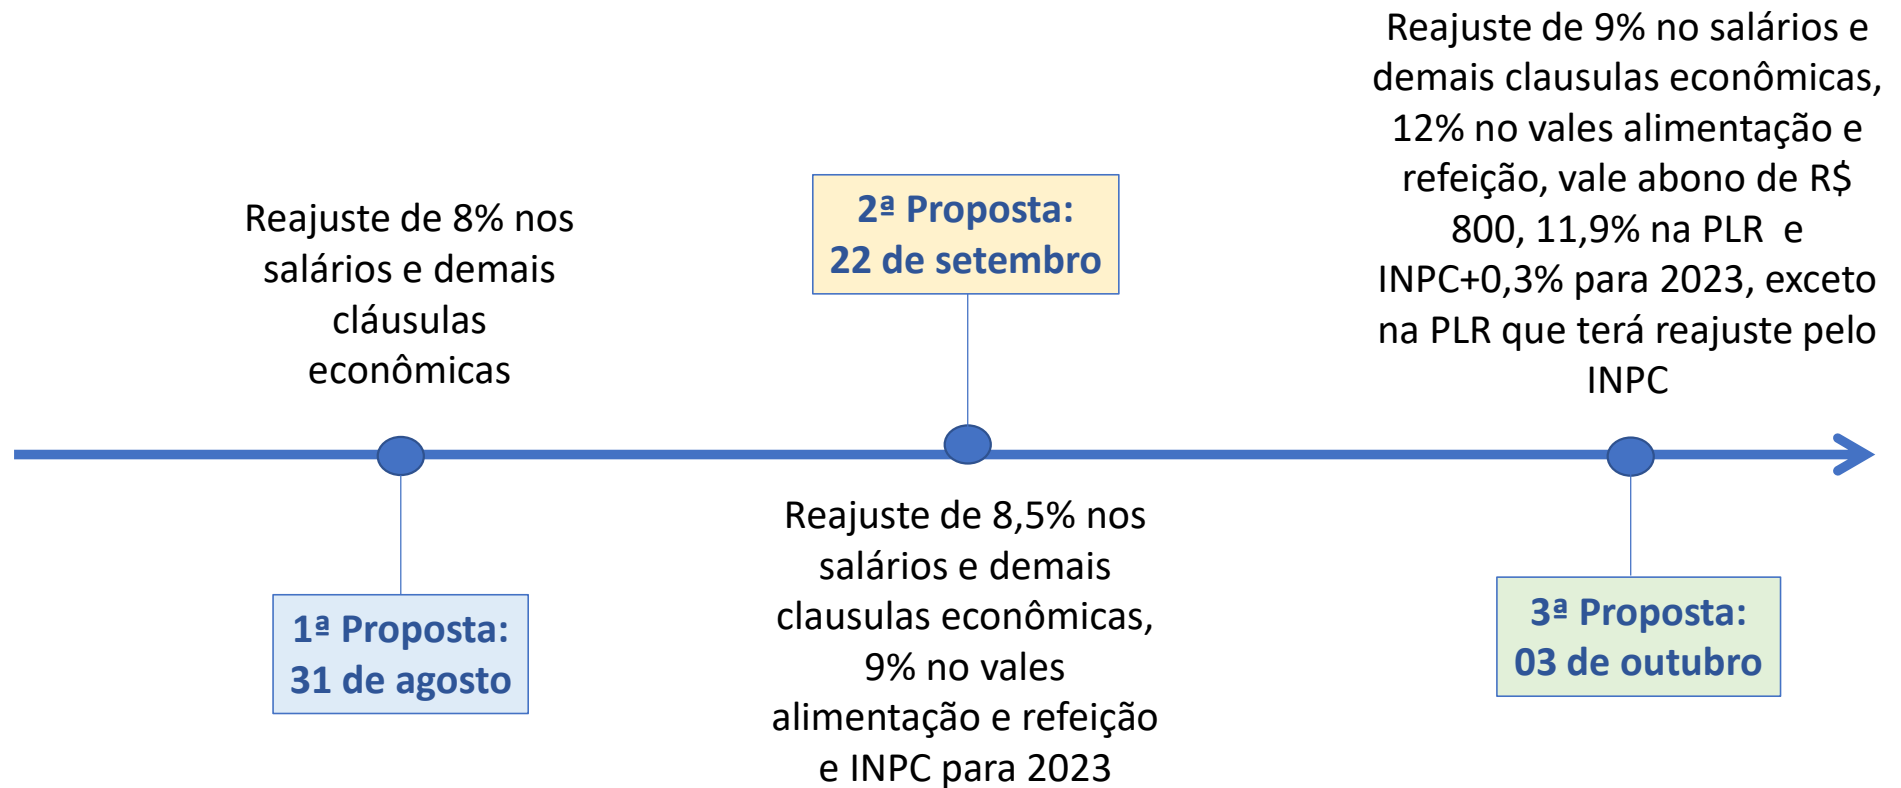 Reajuste de 8% nos
salários e demais
cláusulas
econômicas
1ª Proposta:
31 de agosto
2ª Proposta:
22 de setembro
Reajuste de 8,5% nos
salários e demais
clausulas econômicas,
9% no vales
alimentação e refeição
e INPC para 2023
Reajuste de 9% no salários e
demais clausulas econômicas,
12% no vales alimentação e
refeição, vale abono de R$
800, 11,9% na PLR e
INPC+0,3% para 2023, exceto
na PLR que terá reajuste pelo
INPC
3ª Proposta:
03 de outubro